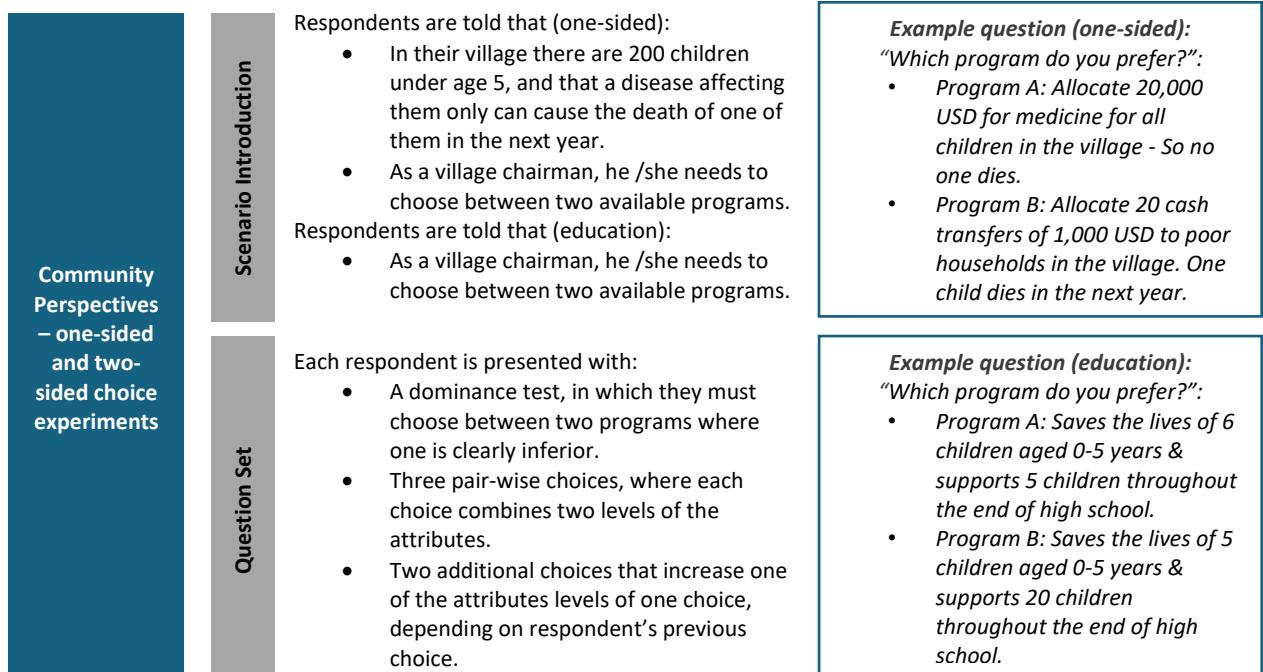 Community
Perspectives
– one-sided
and two-
sided choice
experiments
Scenario Introduction
Respondents are told that (one-sided):
• In their village there are 200 children
under age 5, and that a disease affecting
them only can cause the death of one of
them in the next year.
• As a village chairman, he /she needs to
choose between two available programs.
Respondents are told that (education):
• As a village chairman, he /she needs to
choose between two available programs.
Example question (one-sided):
“Which program do you prefer?”:
• Program A: Allocate 20,000
USD for medicine for all
children in the village - So no
one dies.
• Program B: Allocate 20 cash
transfers of 1,000 USD to poor
households in the village. One
child dies in the next year.
Question Set
Each respondent is presented with:
• A dominance test, in which they must
choose between two programs where
one is clearly inferior.
• Three pair-wise choices, where each
choice combines two levels of the
attributes.
• Two additional choices that increase one
of the attributes levels of one choice,
depending on respondent’s previous
choice.
Example question (education):
“Which program do you prefer?”:
• Program A: Saves the lives of 6
children aged 0-5 years &
supports 5 children throughout
the end of high school.
• Program B: Saves the lives of 5
children aged 0-5 years &
supports 20 children
throughout the end of high
school.